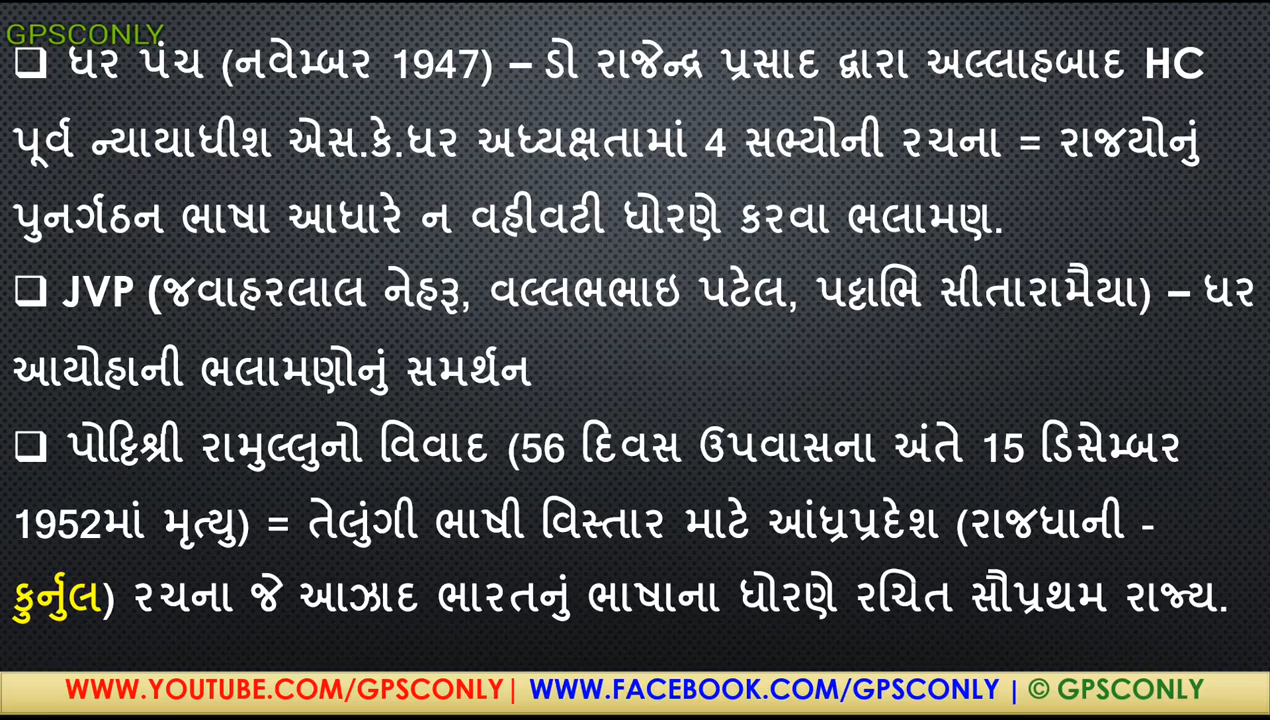 GPSCONLY
❑ ધર પંચ (નવેમ્બર 1947) – ડો રાજેન્દ્ર પ્રસાદ દ્વારા અલ્લાહબાદ HC
પૂર્વ ન્યાયાધીશ એસ.કે.ધર અધ્યક્ષતામાં 4 સભ્યોની રચના = રાજયોનું
પુનર્ગઠન ભાષા આધારે ન વહીવટી ધોરણે કરવા ભલામણ.
❑ JVP (જવાહરલાલ નેહરૂ, વલ્લભભાઇ પટેલ, પટ્ટાભિ સીતારામૈયા) – ધર
આયોહાની ભલામણોનું સમર્થન
❑ પોટ્ટિશ્રી રામુલ્લુનો વિવાદ (56 દિવસ ઉપવાસના અંતે 15 ડિસેમ્બર
1952માં મૃત્યુ) = તેલુંગી ભાષી વિસ્તાર માટે આંધ્રપ્રદેશ (રાજધાની -
કુર્નુલ) રચના જે આઝાદ ભારતનું ભાષાના ધોરણે રચિત સૌપ્રથમ રાજ્ય.
WWW.YOUTUBE.COM/GPSCONLY| WWW.FACEBOOK.COM/GPSCONLY | © GPSCONLY